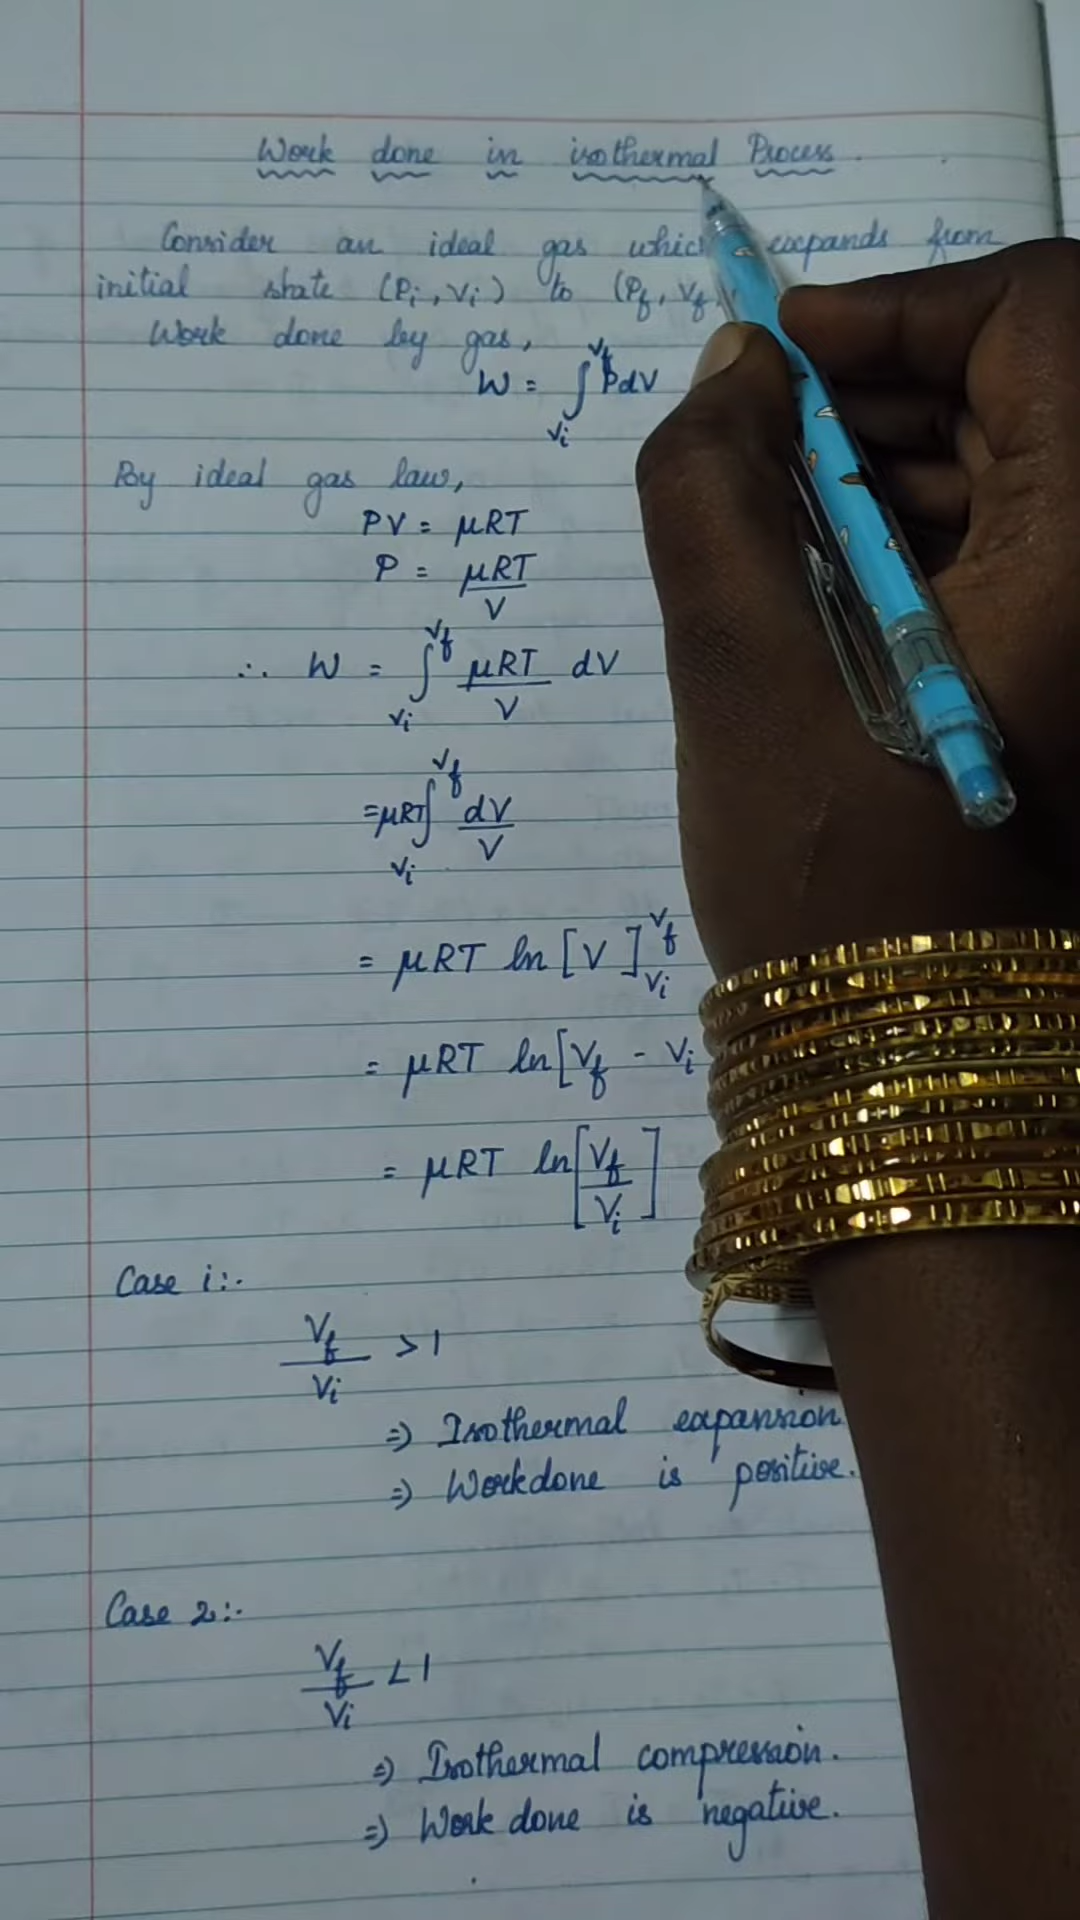 Work done in isothermal Process.
Consider an ideal gas which expands from
initial state (Pi, Vi) to (Pf, Vf
Work done by gas,
W = ∫ PdV Vf Vi
By ideal gas law,
PV = μRT
P = μRT / V
∴ W = ∫ μRT / V dV Vf Vi
= μRT ∫ dV / V Vf Vi
= μRT ln [V] Vf Vi
= μRT ln [Vf - Vi
= μRT ln [Vf / Vi]
Case i:-
Vf / Vi > 1
⇒ Isothermal expansion
⇒ Workdone is positive.
Case 2:-
Vf / Vi < 1
⇒ Isothermal compression.
⇒ Work done is negative.